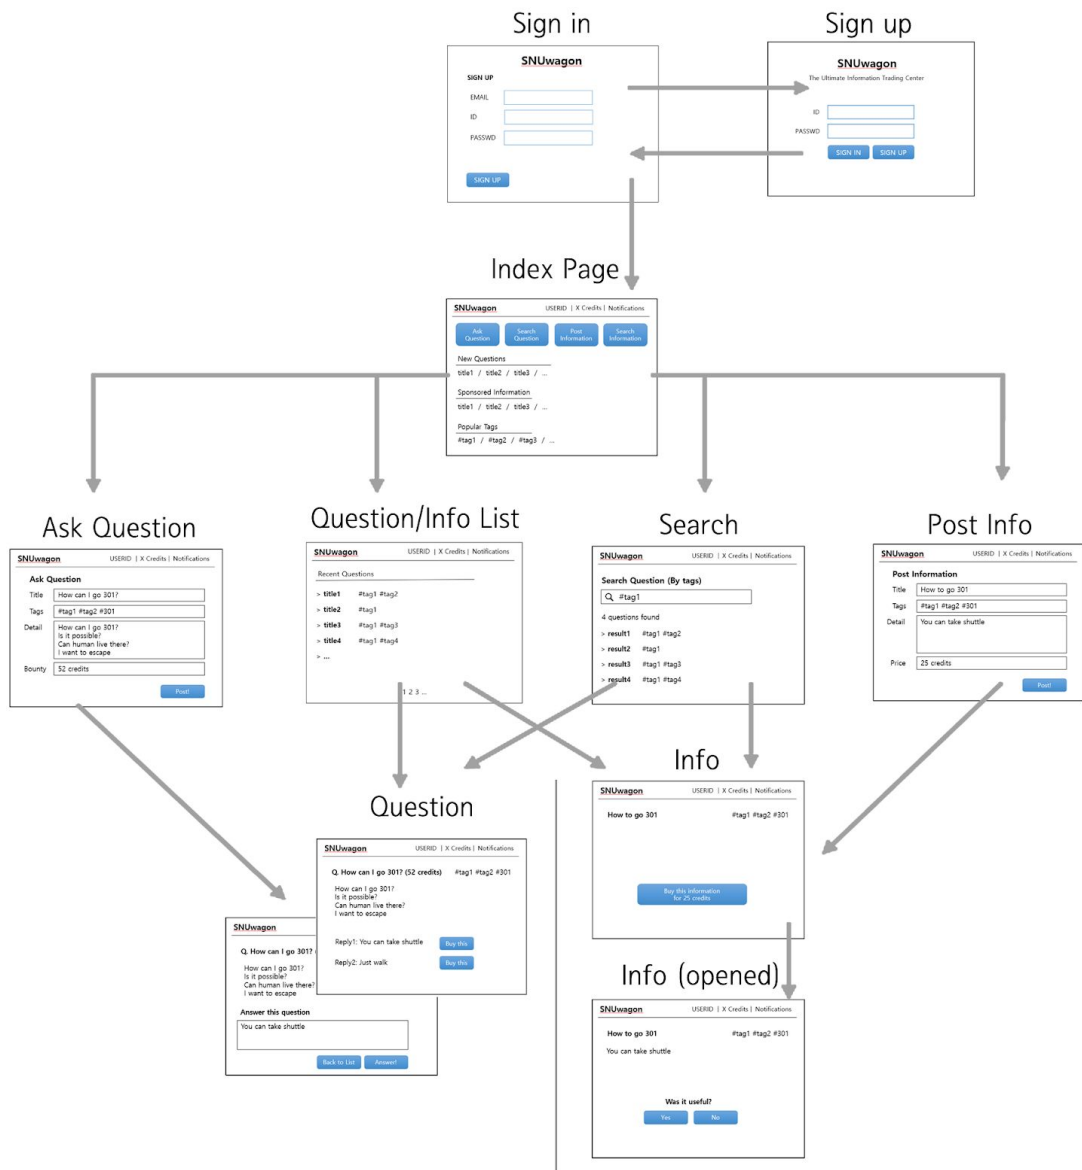 Sign in
SNUwagon
SIGN UP
EMAIL
ID
PASSWD
SIGN UP
Sign up
SNUwagon
The Ultimate Information Trading Center
ID
PASSWD
SIGN IN
SIGN UP
Index Page
SNUwagon
USERID | X Credits | Notifications
Ask Question
Search Question
Post Information
Search Information
New Questions
title1 / title2 / title3 / ...
Sponsored Information
title1 / title2 / title3 / ...
Popular Tags
#tag1 / #tag2 / #tag3 / ...
Ask Question
SNUwagon
USERID | X Credits | Notifications
Ask Question
Title How can I go 301?
Tags #tag1 #tag2 #301
Detail How can I go 301?
Is it possible?
Can human live there?
I want to escape
Bounty 52 credits
Post!
Question/Info List
SNUwagon
USERID | X Credits | Notifications
Recent Questions
> title1 #tag1 #tag2
> title2 #tag1
> title3 #tag1 #tag3
> title4 #tag1 #tag4
> ...
1 2 3 ...
Search
SNUwagon
USERID | X Credits | Notifications
Search Question (By tags)
#tag1
4 questions found
> result1 #tag1 #tag2
> result2 #tag1
> result3 #tag1 #tag3
> result4 #tag1 #tag4
Post Info
SNUwagon
USERID | X Credits | Notifications
Post Information
Title How to go 301
Tags #tag1 #tag2 #301
Detail You can take shuttle
Price 25 credits
Post!
Question
SNUwagon
USERID | X Credits | Notifications
Q. How can I go 301? (52 credits) #tag1 #tag2 #301
How can I go 301?
Is it possible?
Can human live there?
I want to escape
Reply1: You can take shuttle Buy this
Reply2: Just walk Buy this
SNUwagon
Q. How can I go 301? (
How can I go 301?
Is it possible?
Can human live there?
I want to escape
Answer this question
You can take shuttle
Back to List
Answer!
Info
SNUwagon
USERID | X Credits | Notifications
How to go 301 #tag1 #tag2 #301
Buy this information
for 25 credits
Info (opened)
SNUwagon
USERID | X Credits | Notifications
How to go 301 #tag1 #tag2 #301
You can take shuttle
Was it useful?
Yes
No